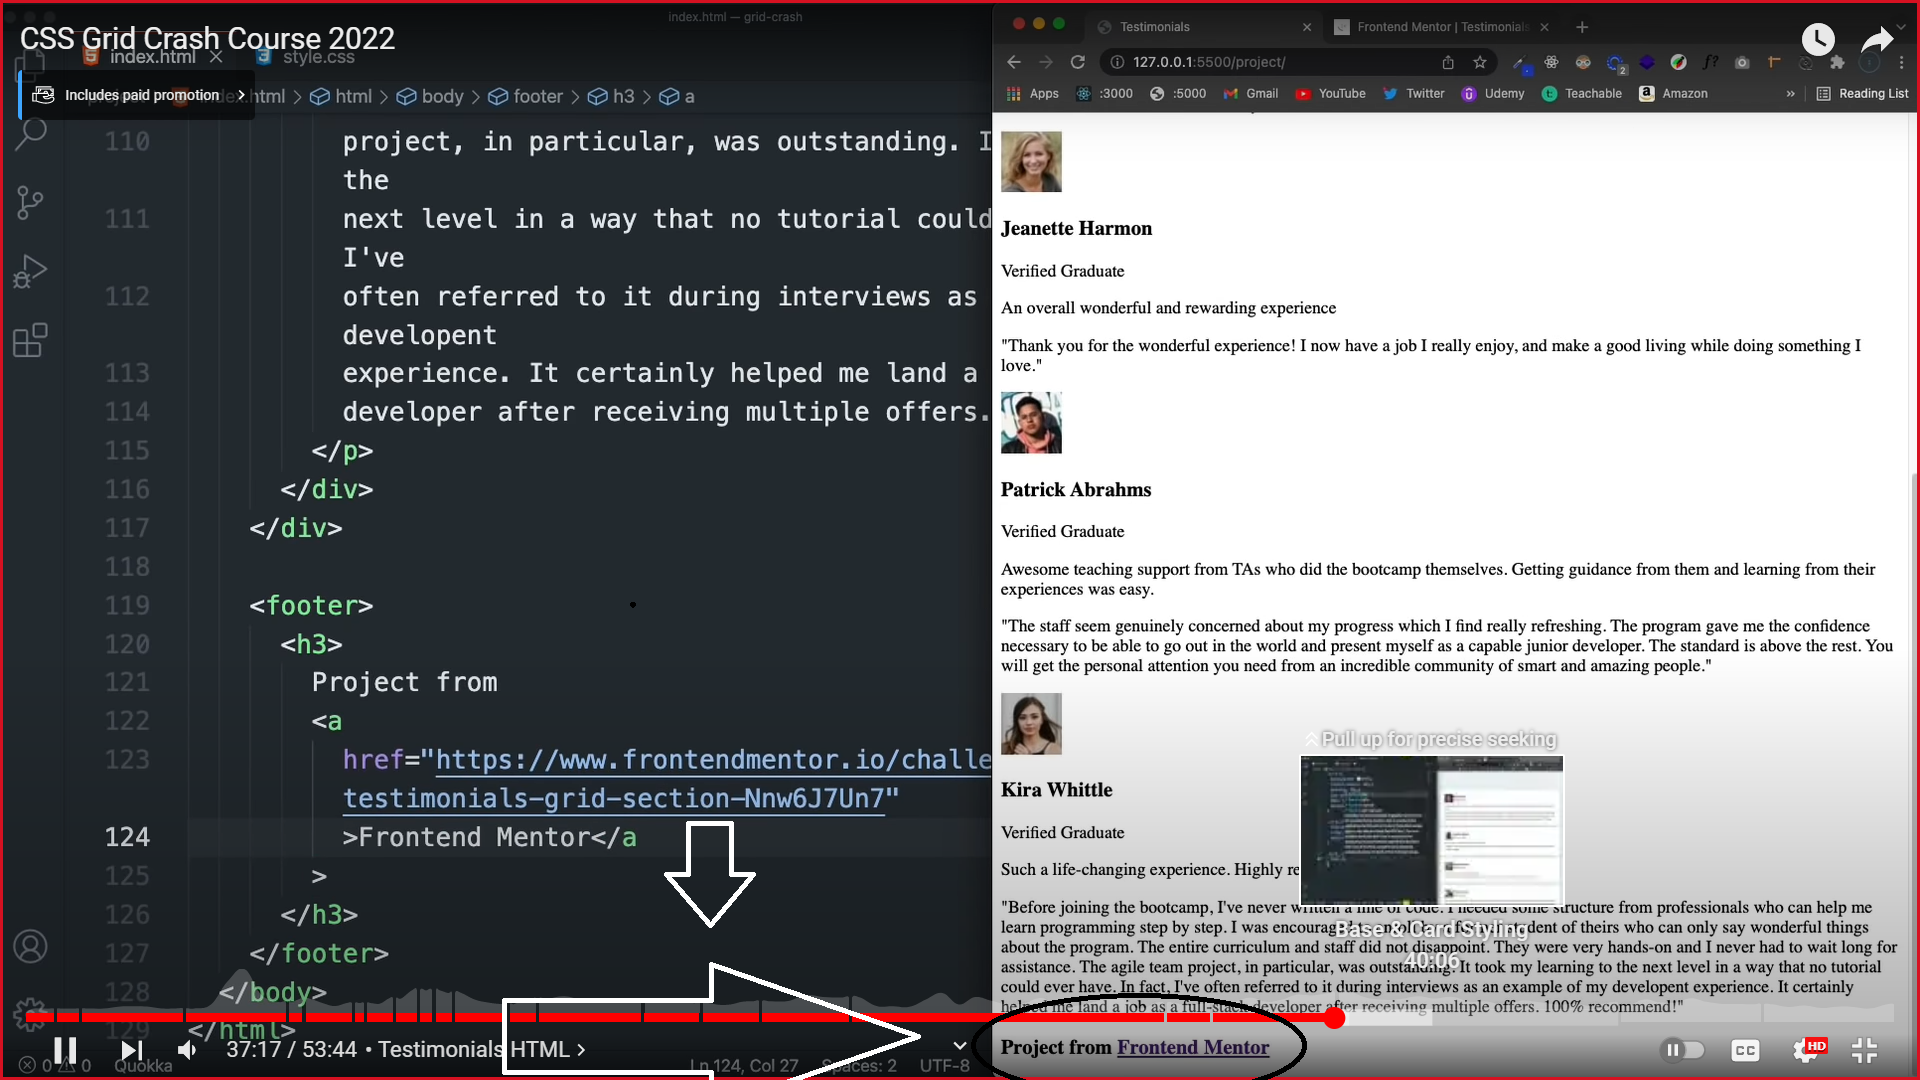 index.html — grid-crash
CSS Grid Crash Course 2022
index.html
style.css
Includes paid promotion
html > html > body > footer > h3 > a
110 project, in particular, was outstanding. I
the
111 next level in a way that no tutorial could
I've
112 often referred to it during interviews as
developent
113 experience. It certainly helped me land a
114 developer after receiving multiple offers.
115 </p>
116 </div>
117 </div>
118
119 <footer>
120 <h3>
121 Project from
122 <a
123 href="https://www.frontendmentor.io/challe
testimonials-grid-section-Nnw6J7Un7"
124 >Frontend Mentor</a
125 >
126 </h3>
127 </footer>
128 </body>
129 </html>
37:17 / 53:44 • Testimonials HTML >
0 0 Quokka Ln 124, Col 27 Spaces: 2 UTF-8
Testimonials
Frontend Mentor | Testimonials
127.0.0.1:5500/project/
Apps :3000 :5000 Gmail YouTube Twitter Udemy Teachable Amazon » Reading List
Jeanette Harmon
Verified Graduate
An overall wonderful and rewarding experience
"Thank you for the wonderful experience! I now have a job I really enjoy, and make a good living while doing something I
love."
Patrick Abrahms
Verified Graduate
Awesome teaching support from TAs who did the bootcamp themselves. Getting guidance from them and learning from their
experiences was easy.
"The staff seem genuinely concerned about my progress which I find really refreshing. The program gave me the confidence
necessary to be able to go out in the world and present myself as a capable junior developer. The standard is above the rest. You
will get the personal attention you need from an incredible community of smart and amazing people."
Pull up for precise seeking
Kira Whittle
Verified Graduate
Such a life-changing experience. Highly re
"Before joining the bootcamp, I've never written a line of code. I needed some structure from professionals who can help me
learn programming step by step. I was encouraged student of theirs who can only say wonderful things
Base & Card Styling
about the program. The entire curriculum and staff did not disappoint. They were very hands-on and I never had to wait long for
40:06
assistance. The agile team project, in particular, was outstanding. It took my learning to the next level in a way that no tutorial
could ever have. In fact, I've often referred to it during interviews as an example of my developent experience. It certainly
helped me land a job as a full-stack developer after receiving multiple offers. 100% recommend!"
Project from Frontend Mentor
CC
HD